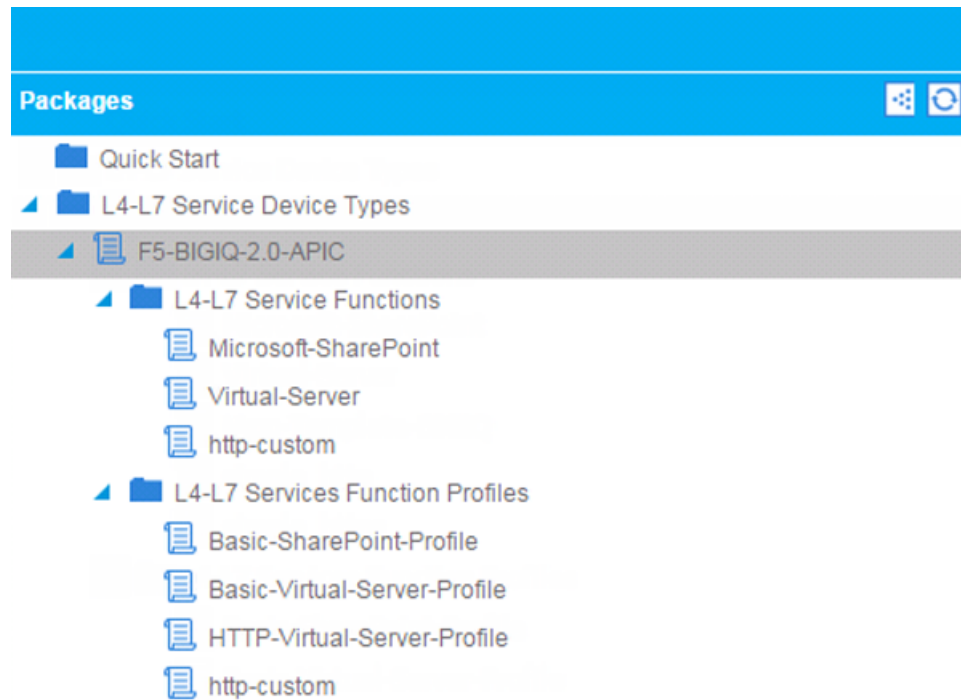 Packages
Quick Start
L4-L7 Service Device Types
F5-BIGIQ-2.0-APIC
L4-L7 Service Functions
Microsoft-SharePoint
Virtual-Server
http-custom
L4-L7 Services Function Profiles
Basic-SharePoint-Profile
Basic-Virtual-Server-Profile
HTTP-Virtual-Server-Profile
http-custom